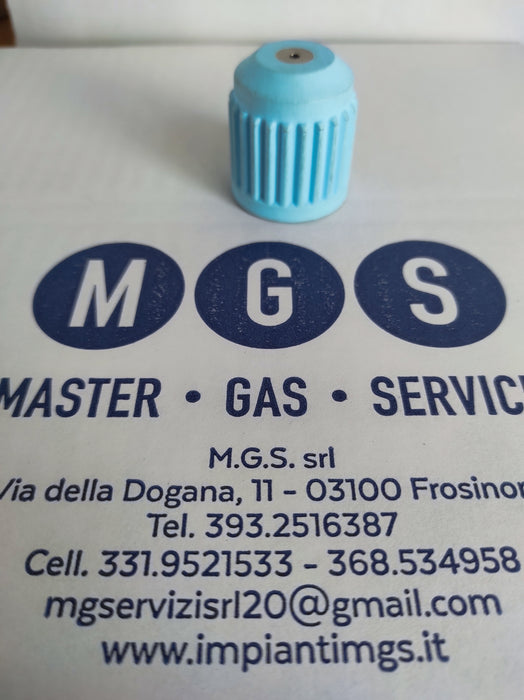 M G S
MASTER • GAS • SERVIC
M.G.S. srl
Via della Dogana, 11 - 03100 Frosinon
Tel. 393.2516387
Cell. 331.9521533 - 368.534958
mgservizisrl20@gmail.com
www.impiantimgs.it